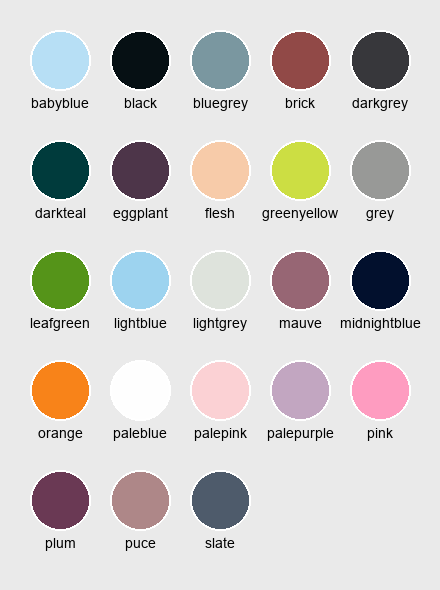 babyblue black bluegrey brick darkgrey
darkteal eggplant flesh greenyellow grey
leafgreen lightblue lightgrey mauve midnightblue
orange paleblue palepink palepurple pink
plum puce slate